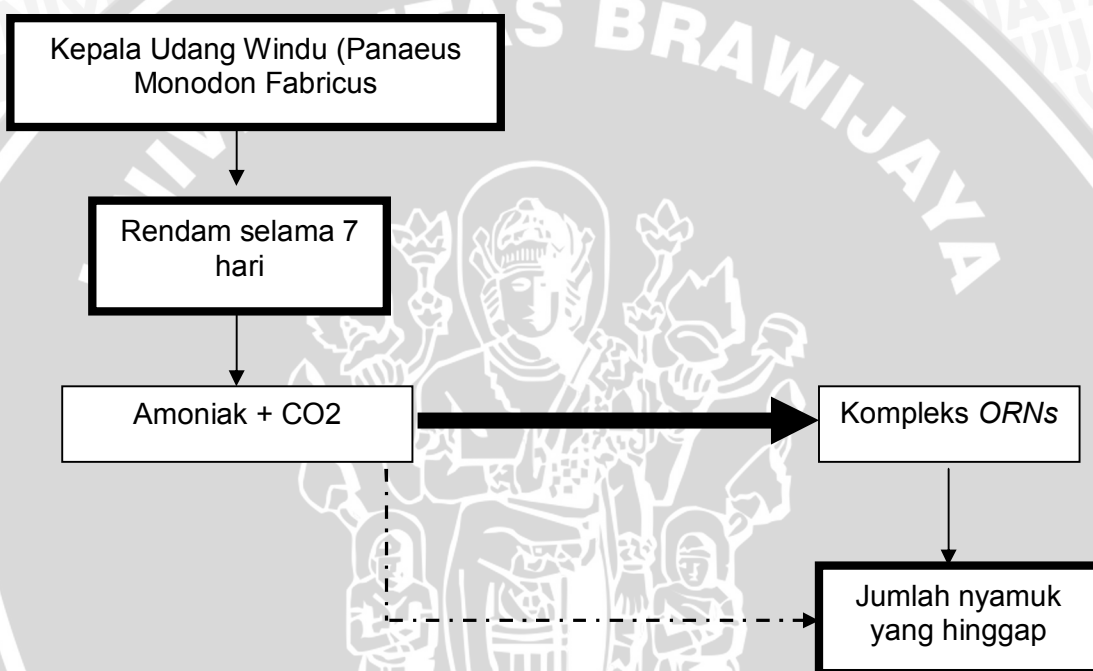 AS BRAWIJAYA
Kepala Udang Windu (Panaeus
Monodon Fabricus
Rendam selama 7
hari
Amoniak + CO2
Kompleks ORNs
Jumlah nyamuk
yang hinggap